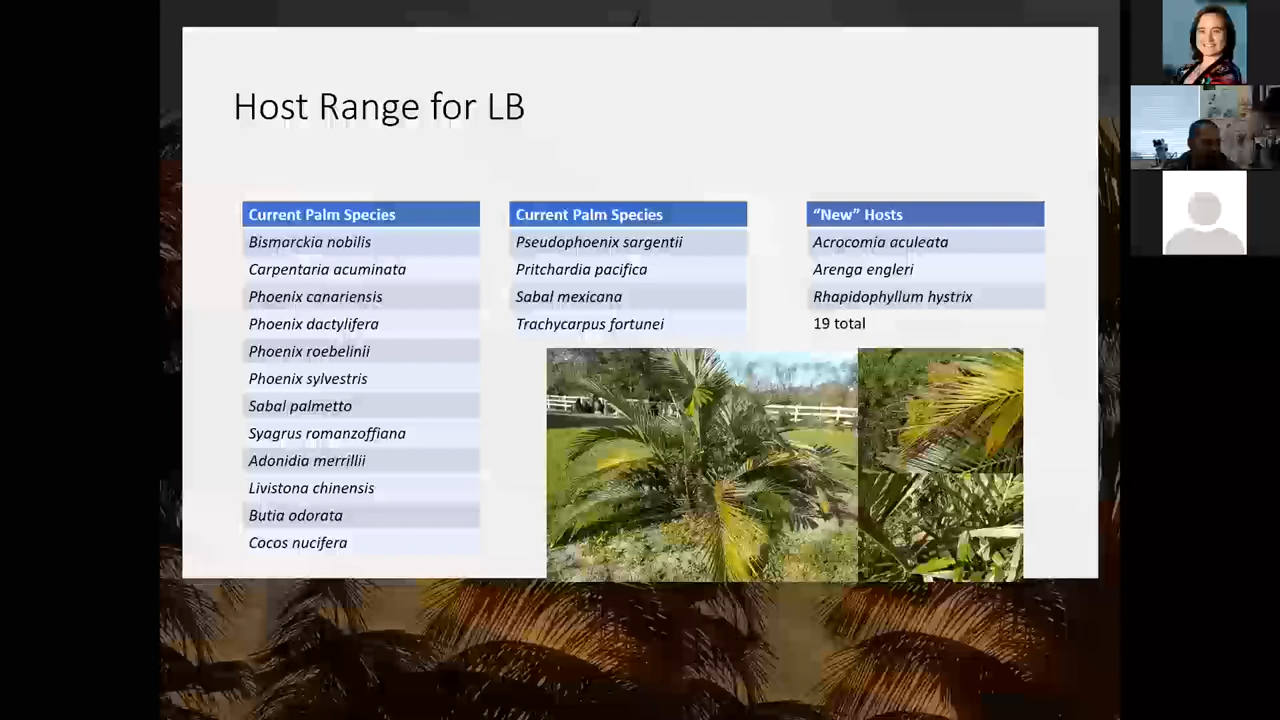 Host Range for LB
Current Palm Species
Bismarckia nobilis
Carpentaria acuminata
Phoenix canariensis
Phoenix dactylifera
Phoenix roebelinii
Phoenix sylvestris
Sabal palmetto
Syagrus romanzoffiana
Adonidia merrillii
Livistona chinensis
Butia odorata
Cocos nucifera
Current Palm Species
Pseudophoenix sargentii
Pritchardia pacifica
Sabal mexicana
Trachycarpus fortunei
“New” Hosts
Acrocomia aculeata
Arenga engleri
Rhapidophyllum hystrix
19 total